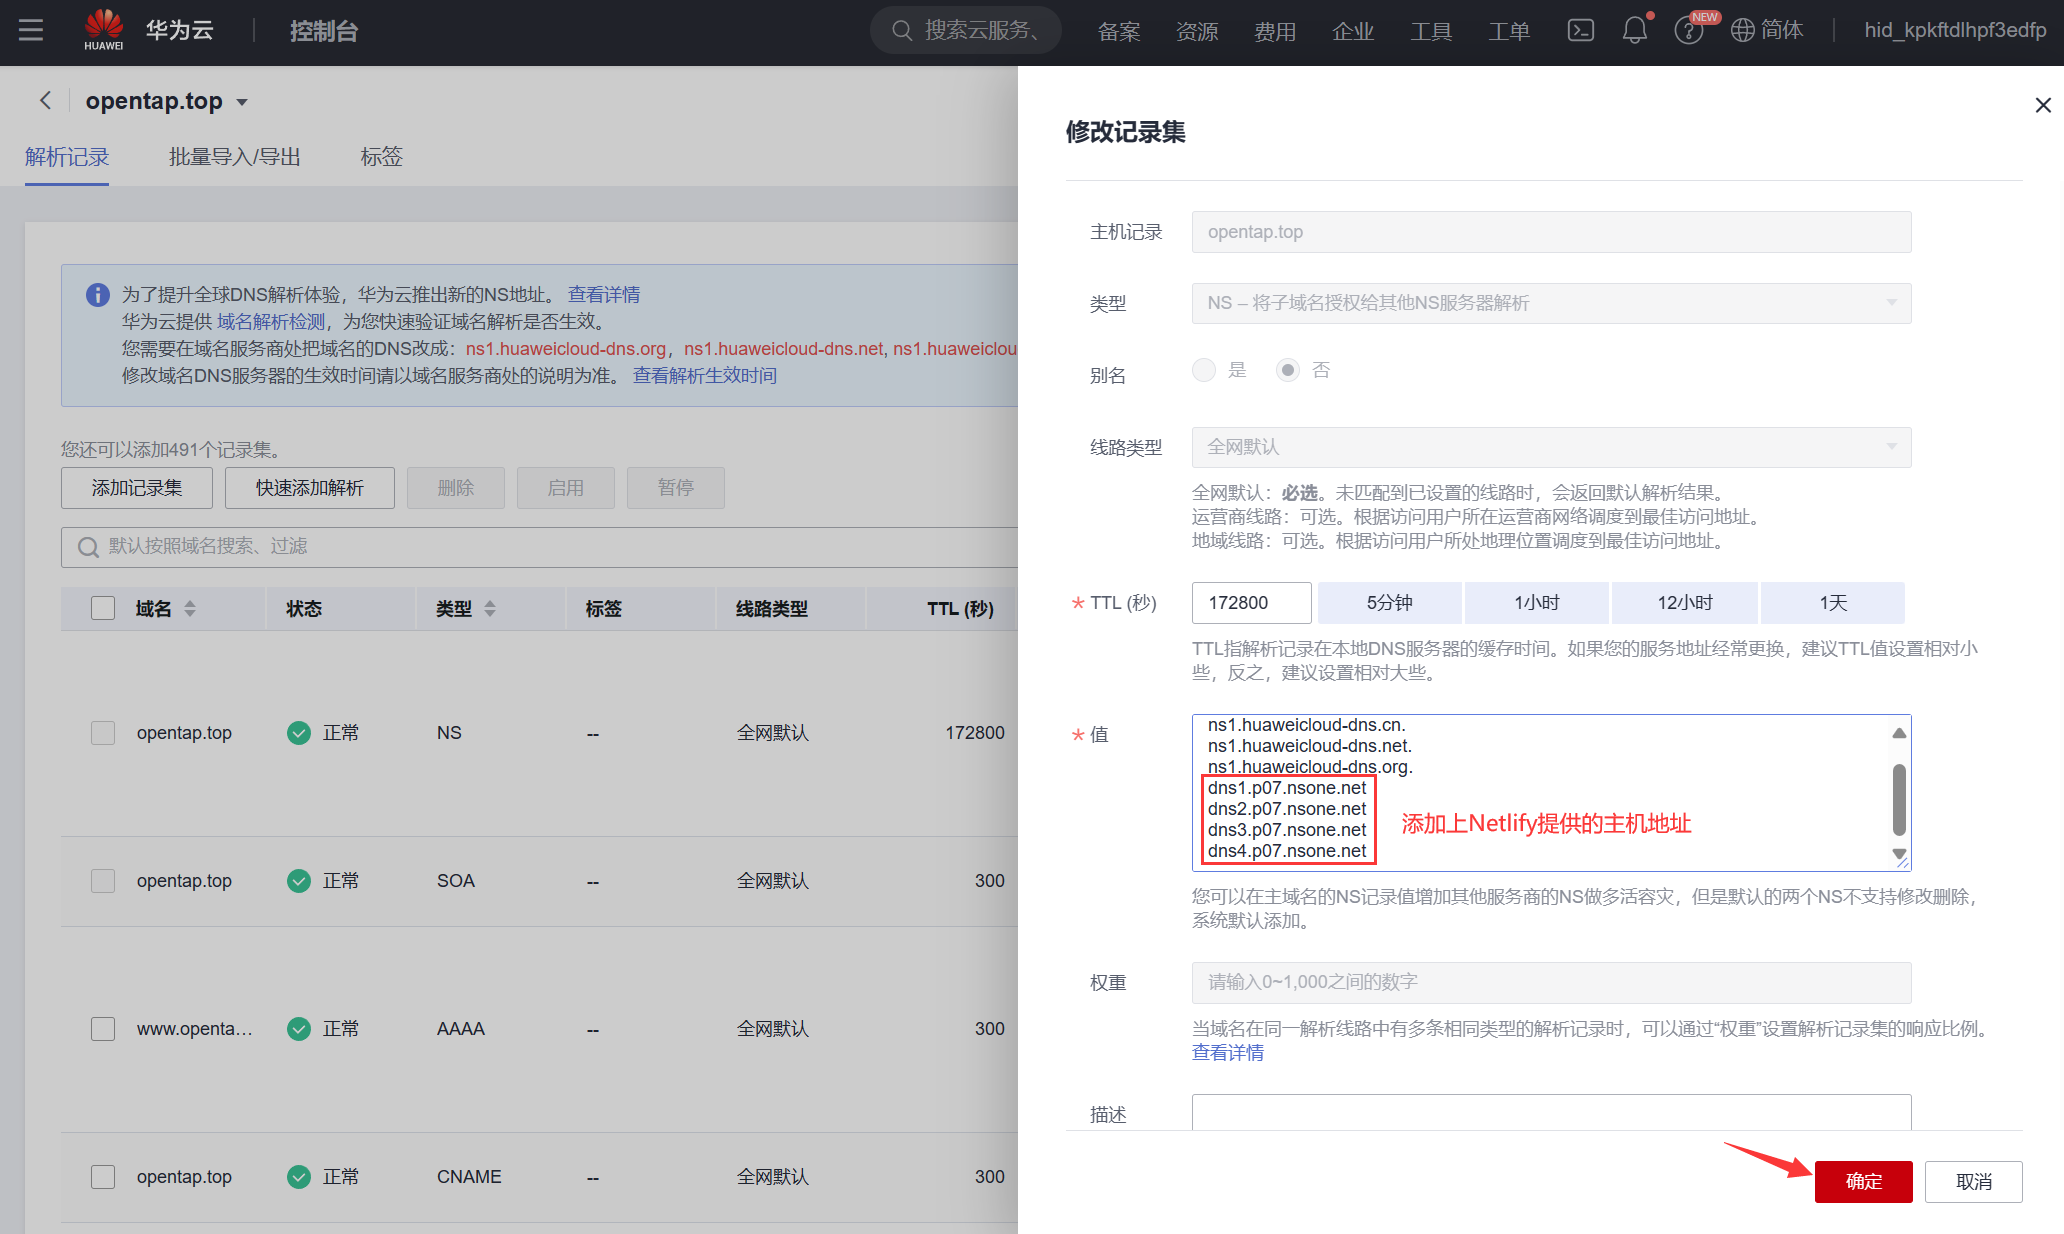 HUAWEI
华为云
控制台
搜索云服务、
备案
资源
费用
企业
工具
工单
NEW
简体
hid_kpkftdlhpf3edfp
opentap.top
解析记录
批量导入/导出
标签
为了提升全球DNS解析体验，华为云推出新的NS地址。 查看详情
华为云提供 域名解析检测，为您快速验证域名解析是否生效。
您需要在域名服务商处把域名的DNS改成：ns1.huaweicloud-dns.org，ns1.huaweicloud-dns.net, ns1.huaweiclou
修改域名DNS服务器的生效时间请以域名服务商处的说明为准。 查看解析生效时间
您还可以添加491个记录集。
添加记录集
快速添加解析
删除
启用
暂停
默认按照域名搜索、过滤
域名 状态 类型 标签 线路类型 TTL (秒)
opentap.top 正常 NS -- 全网默认 172800
opentap.top 正常 SOA -- 全网默认 300
www.openta... 正常 AAAA -- 全网默认 300
opentap.top 正常 CNAME -- 全网默认 300
修改记录集
主机记录 opentap.top
类型 NS – 将子域名授权给其他NS服务器解析
别名 是 否
线路类型 全网默认
全网默认：必选。未匹配到已设置的线路时，会返回默认解析结果。
运营商线路：可选。根据访问用户所在运营商网络调度到最佳访问地址。
地域线路：可选。根据访问用户所处地理位置调度到最佳访问地址。
* TTL (秒) 172800 5分钟 1小时 12小时 1天
TTL指解析记录在本地DNS服务器的缓存时间。如果您的服务地址经常更换，建议TTL值设置相对小
些，反之，建议设置相对大些。
* 值
ns1.huaweicloud-dns.cn.
ns1.huaweicloud-dns.net.
ns1.huaweicloud-dns.org.
dns1.p07.nsone.net
dns2.p07.nsone.net
dns3.p07.nsone.net
dns4.p07.nsone.net
添加上Netlify提供的主机地址
您可以在主域名的NS记录值增加其他服务商的NS做多活容灾，但是默认的两个NS不支持修改删除，
系统默认添加。
权重 请输入0~1,000之间的数字
当域名在同一解析线路中有多条相同类型的解析记录时，可以通过“权重”设置解析记录集的响应比例。
查看详情
描述
确定
取消